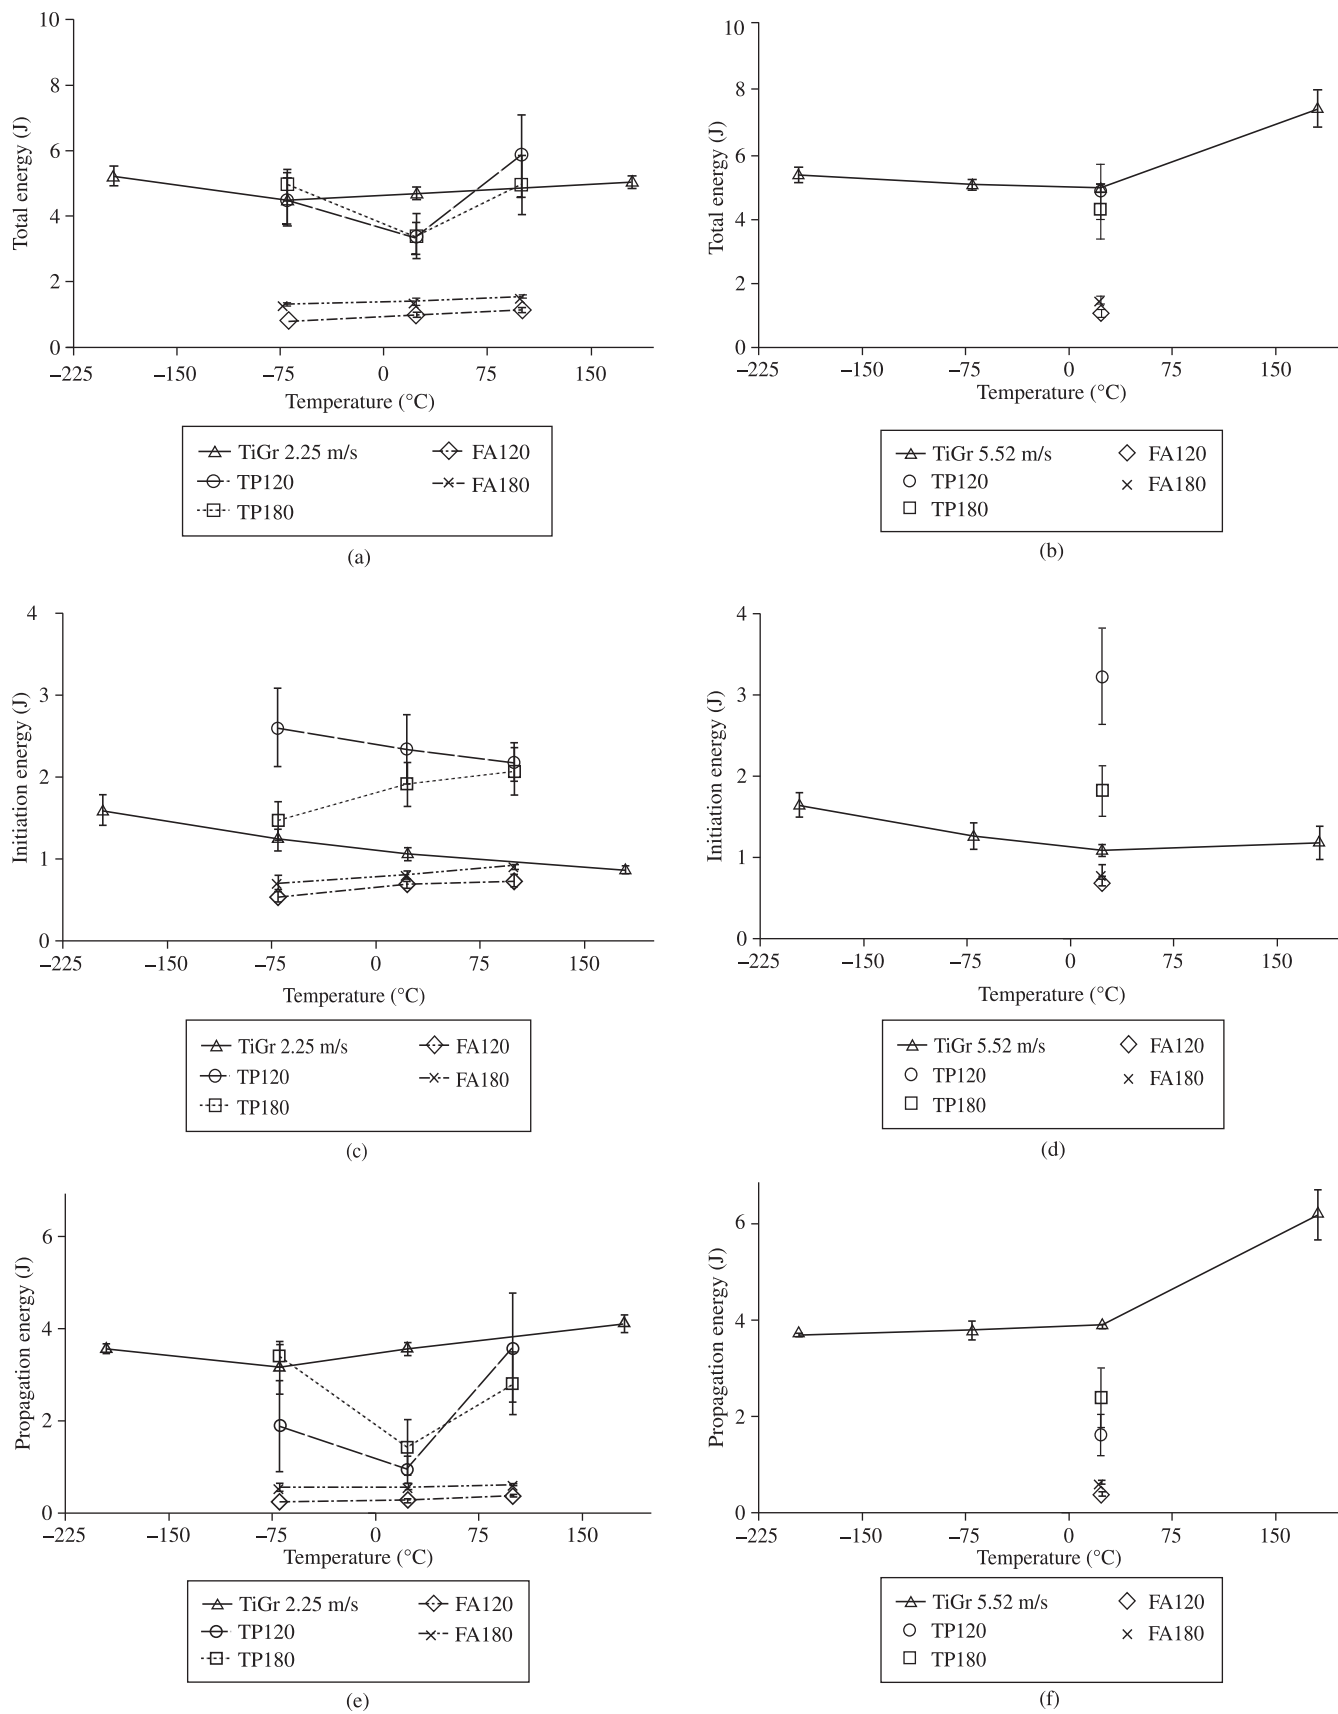 10
8
6
4
2
0
Total energy (J)
–225 –150 –75 0 75 150
Temperature (°C)
TiGr 2.25 m/s FA120
TP120 FA180
TP180
(a)
10
8
6
4
2
0
Total energy (J)
–225 –150 –75 0 75 150
Temperature (°C)
TiGr 5.52 m/s FA120
TP120 FA180
TP180
(b)
4
3
2
1
0
Initiation energy (J)
–225 –150 –75 0 75 150
Temperature (°C)
TiGr 2.25 m/s FA120
TP120 FA180
TP180
(c)
4
3
2
1
0
Initiation energy (J)
–225 –150 –75 0 75 150
Temperature (°C)
TiGr 5.52 m/s FA120
TP120 FA180
TP180
(d)
6
4
2
0
Propagation energy (J)
–225 –150 –75 0 75 150
Temperature (°C)
TiGr 2.25 m/s FA120
TP120 FA180
TP180
(e)
6
4
2
0
Propagation energy (J)
–225 –150 –75 0 75 150
Temperature (°C)
TiGr 5.52 m/s FA120
TP120 FA180
TP180
(f)